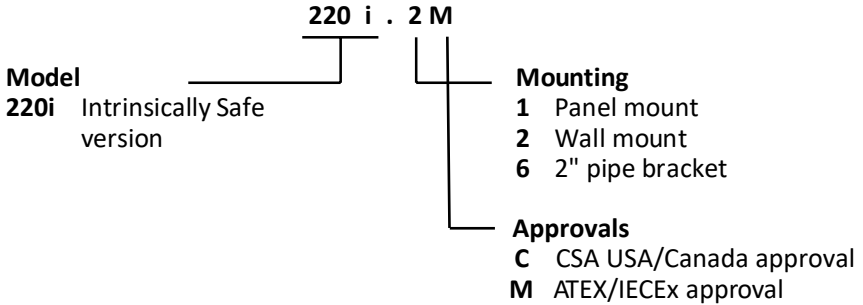 220 i . 2 M
Model
220i Intrinsically Safe
version
Mounting
1 Panel mount
2 Wall mount
6 2" pipe bracket
Approvals
C CSA USA/Canada approval
M ATEX/IECEx approval